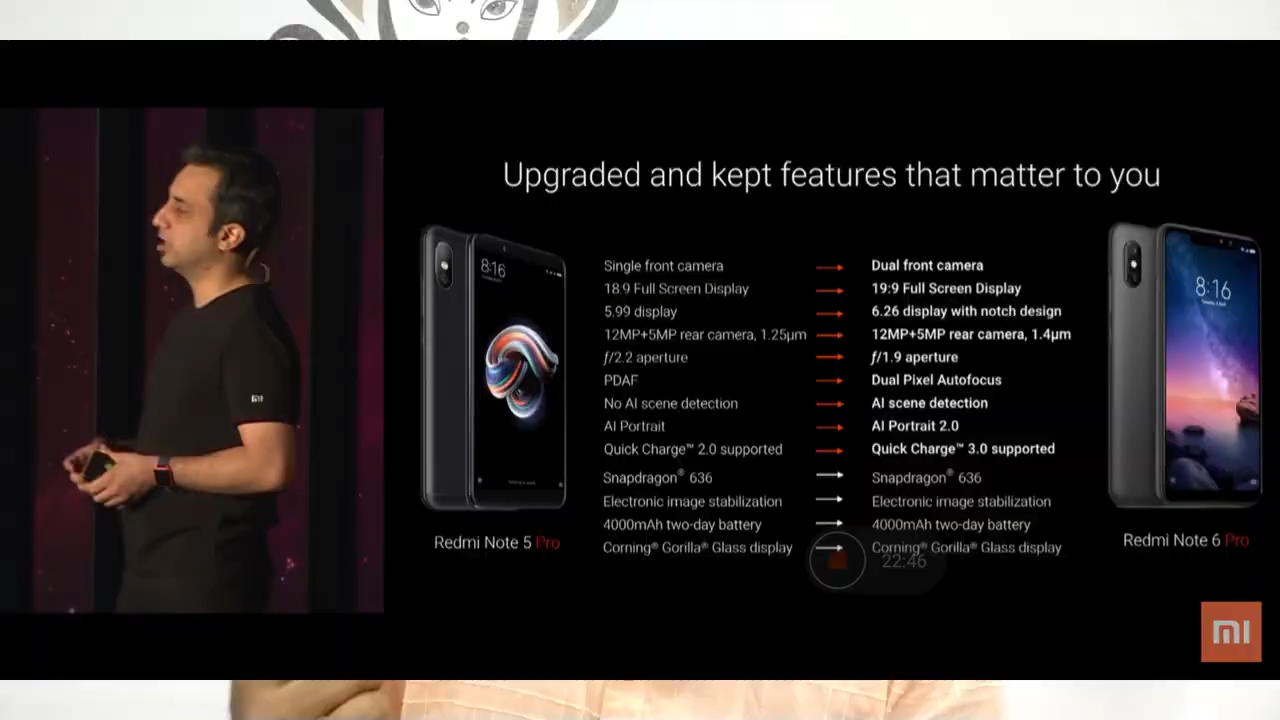 Upgraded and kept features that matter to you
8:16
8:16
Single front camera Dual front camera
18:9 Full Screen Display 19:9 Full Screen Display
5.99 display 6.26 display with notch design
12MP+5MP rear camera, 1.25µm 12MP+5MP rear camera, 1.4µm
ƒ/2.2 aperture ƒ/1.9 aperture
PDAF Dual Pixel Autofocus
No AI scene detection AI scene detection
AI Portrait AI Portrait 2.0
Quick Charge™ 2.0 supported Quick Charge™ 3.0 supported
Snapdragon® 636 Snapdragon® 636
Electronic image stabilization Electronic image stabilization
4000mAh two-day battery 4000mAh two-day battery
Corning® Gorilla® Glass display Corning® Gorilla® Glass display
Redmi Note 5 Pro Redmi Note 6 Pro
22:46
MI
MI